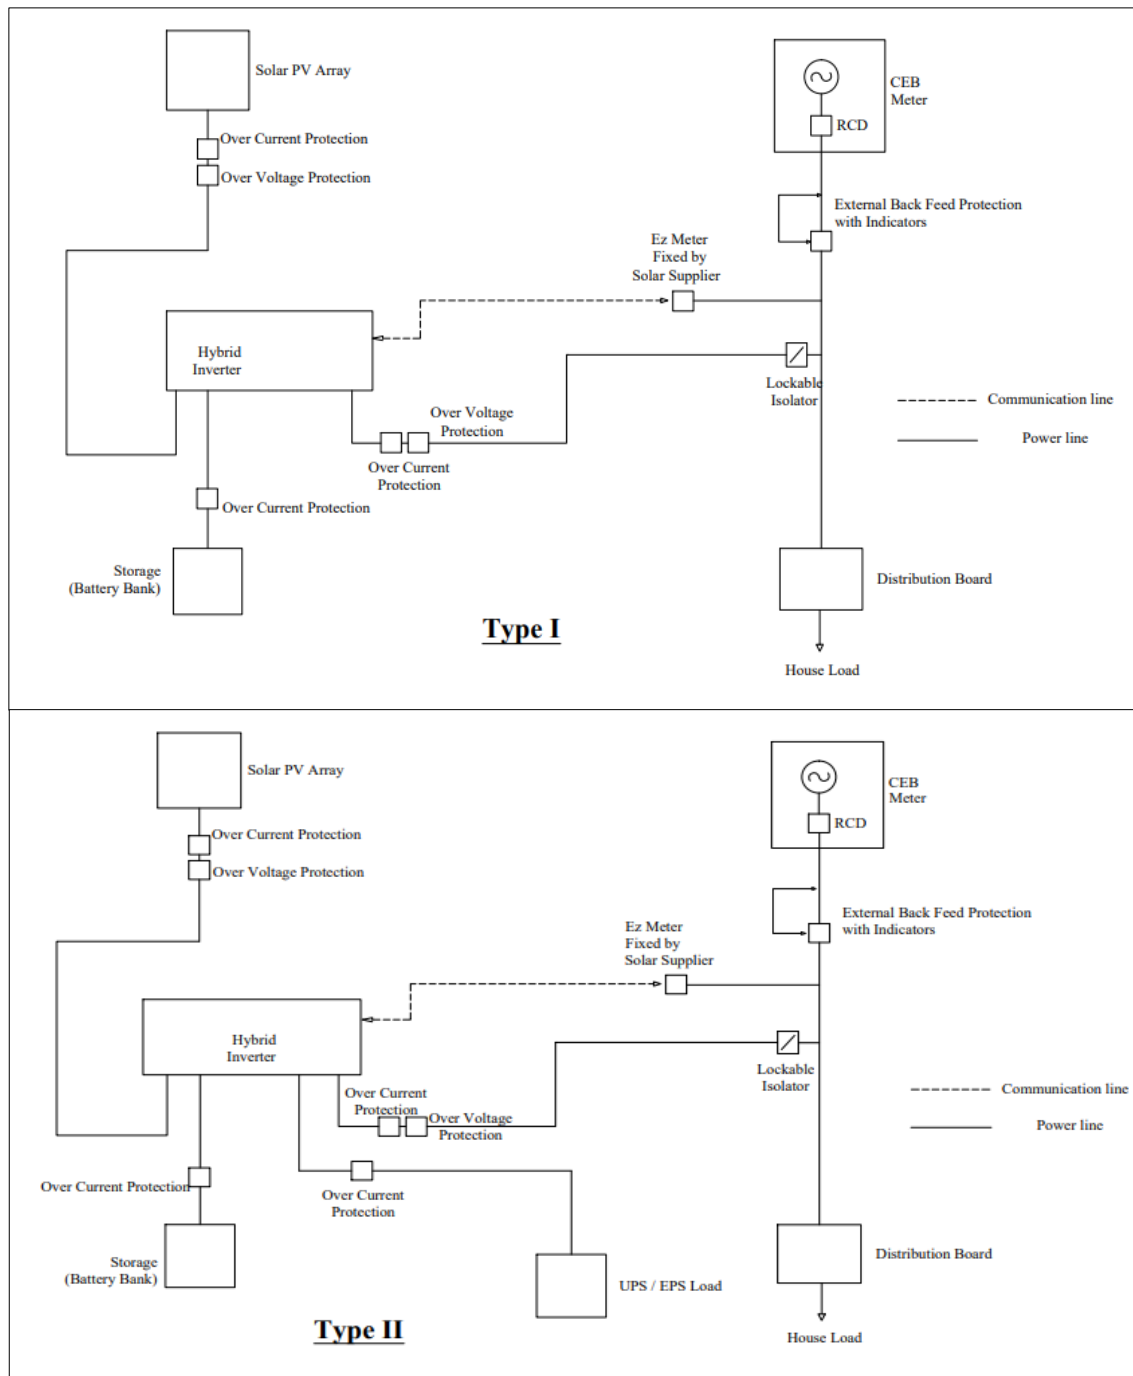 Solar PV Array
CEB
Meter
RCD
Over Current Protection
Over Voltage Protection
External Back Feed Protection
with Indicators
Ez Meter
Fixed by
Solar Supplier
Hybrid
Inverter
Lockable
Isolator
Over Voltage
Protection
Over Current
Protection
Communication line
Power line
Over Current Protection
Storage
(Battery Bank)
Distribution Board
Type I
House Load
Solar PV Array
CEB
Meter
RCD
Over Current Protection
Over Voltage Protection
External Back Feed Protection
with Indicators
Ez Meter
Fixed by
Solar Supplier
Hybrid
Inverter
Lockable
Isolator
Over Current
Protection
Over Voltage
Protection
Communication line
Power line
Over Current Protection
Over Current
Protection
Storage
(Battery Bank)
UPS / EPS Load
Distribution Board
Type II
House Load